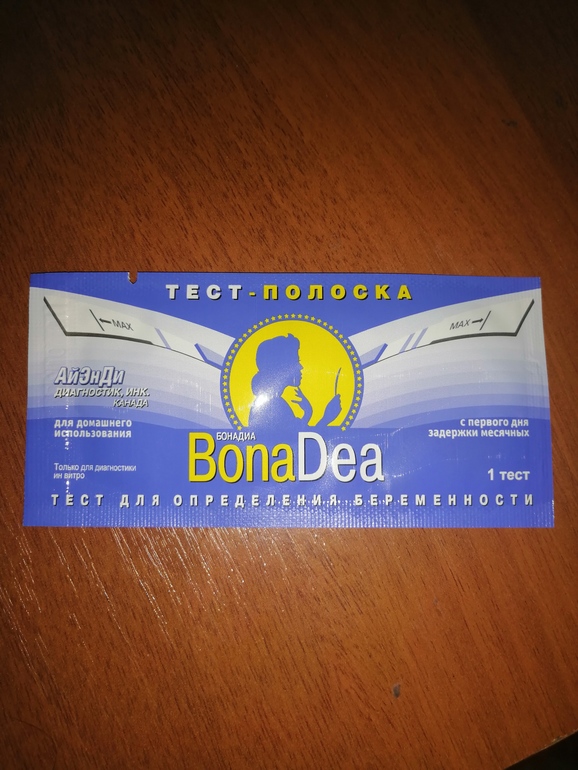 ТЕСТ-ПОЛОСКА
MAX
MAX
АйЭнДи
ДИАГНОСТИК, ИНК.
КАНАДА
для домашнего
использования
с первого дня
задержки месячных
БОНАДИА
BonaDea
Только для диагностики
ин витро
1 тест
ТЕСТ ДЛЯ ОПРЕДЕЛЕНИЯ БЕРЕМЕННОСТИ